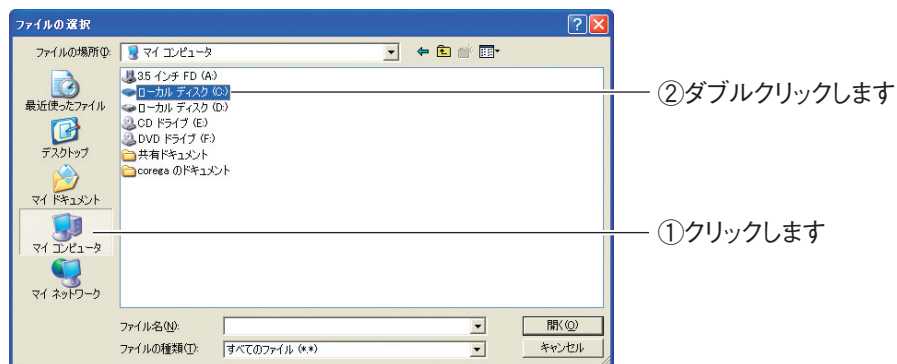 ファイルの選択
ファイルの場所(I):
マイ コンピュータ
3.5 インチ FD (A:)
ローカル ディスク (C:)
ローカル ディスク (D:)
CD ドライブ (E:)
DVD ドライブ (F:)
共有ドキュメント
corega のドキュメント
最近使ったファイル
デスクトップ
マイ ドキュメント
マイ コンピュータ
マイ ネットワーク
②ダブルクリックします
①クリックします
ファイル名(N):
開く(O)
ファイルの種類(T):
すべてのファイル (*.*)
キャンセル